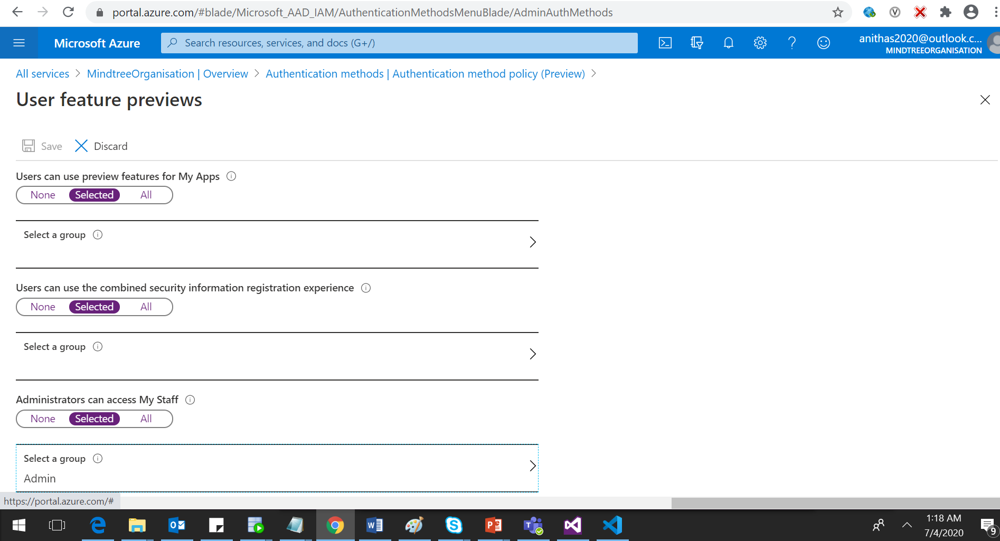 portal.azure.com/#blade/Microsoft_AAD_IAM/AuthenticationMethodsMenuBlade/AdminAuthMethods
Microsoft Azure
Search resources, services, and docs (G+/)
anithas2020@outlook.c...
MINDTREEORGANISATION
All services > MindtreeOrganisation | Overview > Authentication methods | Authentication method policy (Preview) >
User feature previews
Save Discard
Users can use preview features for My Apps
None Selected All
Select a group
Users can use the combined security information registration experience
None Selected All
Select a group
Administrators can access My Staff
None Selected All
Select a group
Admin
https://portal.azure.com/#
1:18 AM
7/4/2020
9